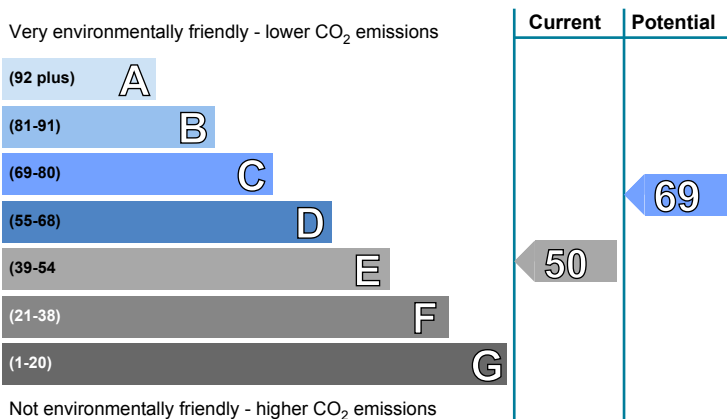 Current Potential
Very environmentally friendly - lower CO2 emissions
(92 plus) A
(81-91) B
(69-80) C
69
(55-68) D
(39-54 E
50
(21-38) F
(1-20) G
Not environmentally friendly - higher CO2 emissions